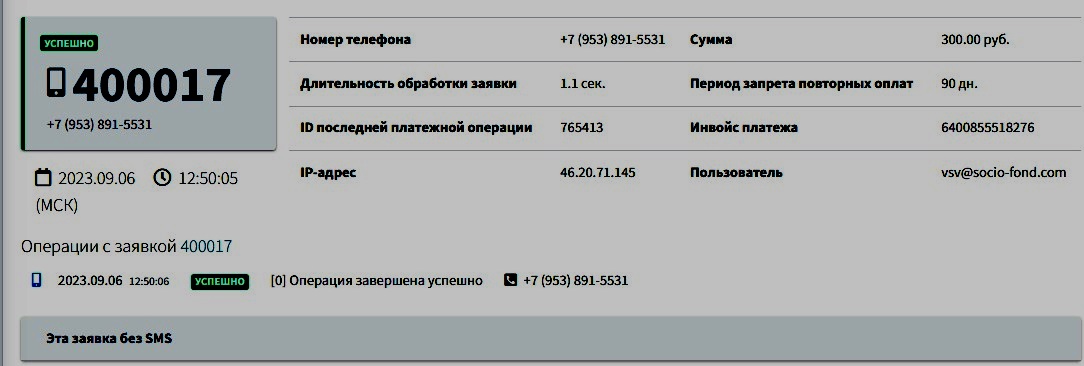 УСПЕШНО
400017
+7 (953) 891-5531
2023.09.06 12:50:05
(МСК)
Номер телефона +7 (953) 891-5531 Сумма 300.00 руб.
Длительность обработки заявки 1.1 сек. Период запрета повторных оплат 90 дн.
ID последней платежной операции 765413 Инвойс платежа 6400855518276
IP-адрес 46.20.71.145 Пользователь vsv@socio-fond.com
Операции с заявкой 400017
2023.09.06 12:50:06 УСПЕШНО [0] Операция завершена успешно +7 (953) 891-5531
Эта заявка без SMS